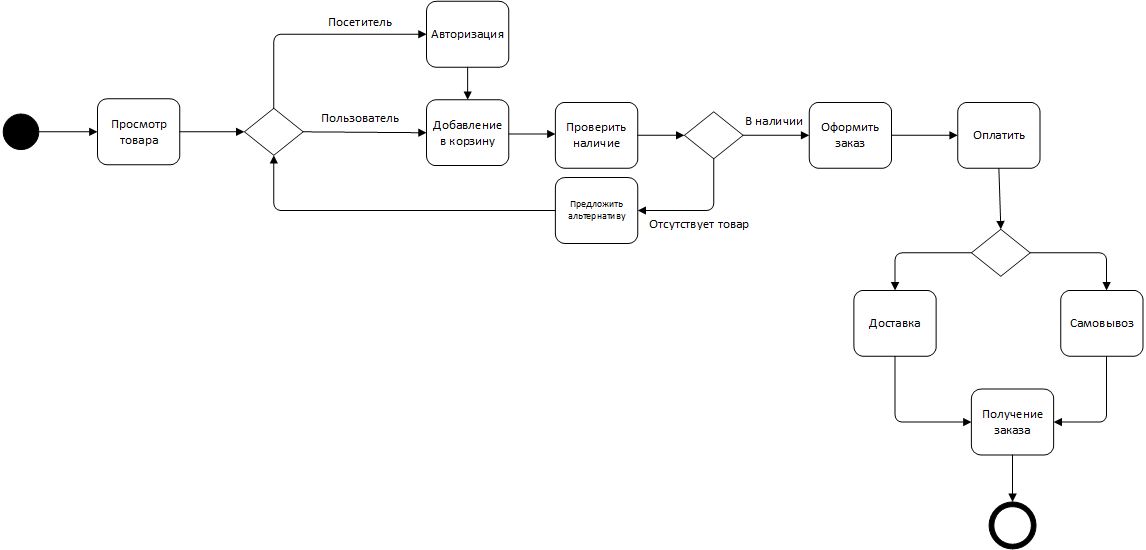 Посетитель
Авторизация
Просмотр
товара
Пользователь
Добавление
в корзину
Проверить
наличие
В наличии
Оформить
заказ
Оплатить
Предложить
альтернативу
Отсутствует товар
Доставка
Самовывоз
Получение
заказа